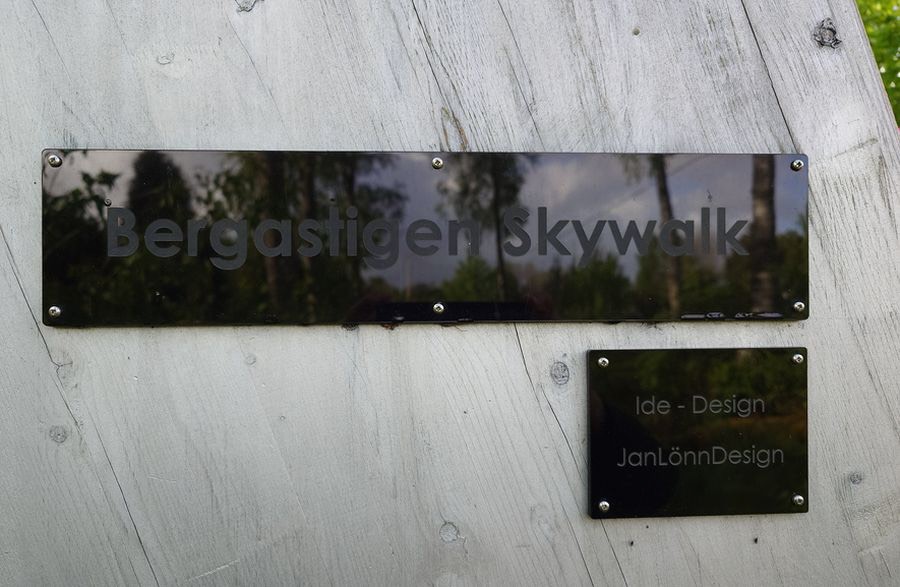 Bergastigen Skywalk
Ide - Design
JanLönnDesign